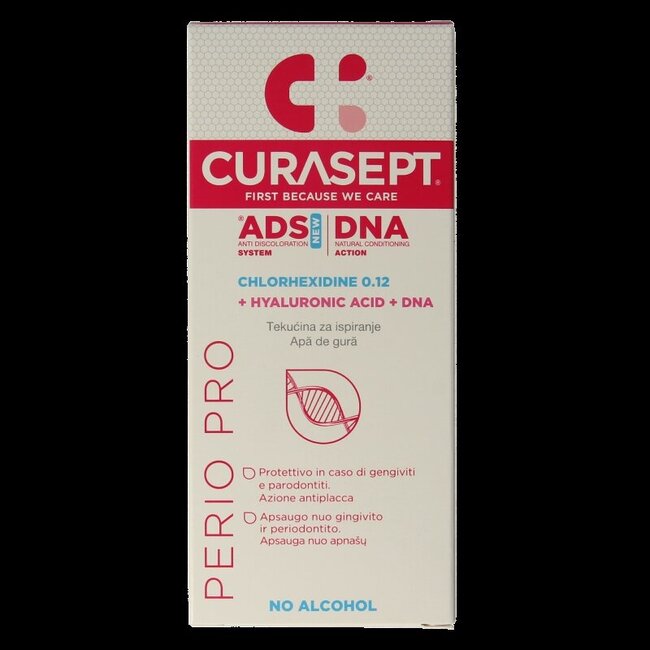 CURASEPT®
FIRST BECAUSE WE CARE
®ADS NEW DNA
ANTI DISCOLORATION NATURAL CONDITIONING
SYSTEM ACTION
CHLORHEXIDINE 0.12
+ HYALURONIC ACID + DNA
Tekućina za ispiranje
Apă de gură
PERIO PRO
Protettivo in caso di gengiviti
e parodontiti.
Azione antiplacca
Apsaugo nuo gingivito
ir periodontito.
Apsauga nuo apnašų
NO ALCOHOL